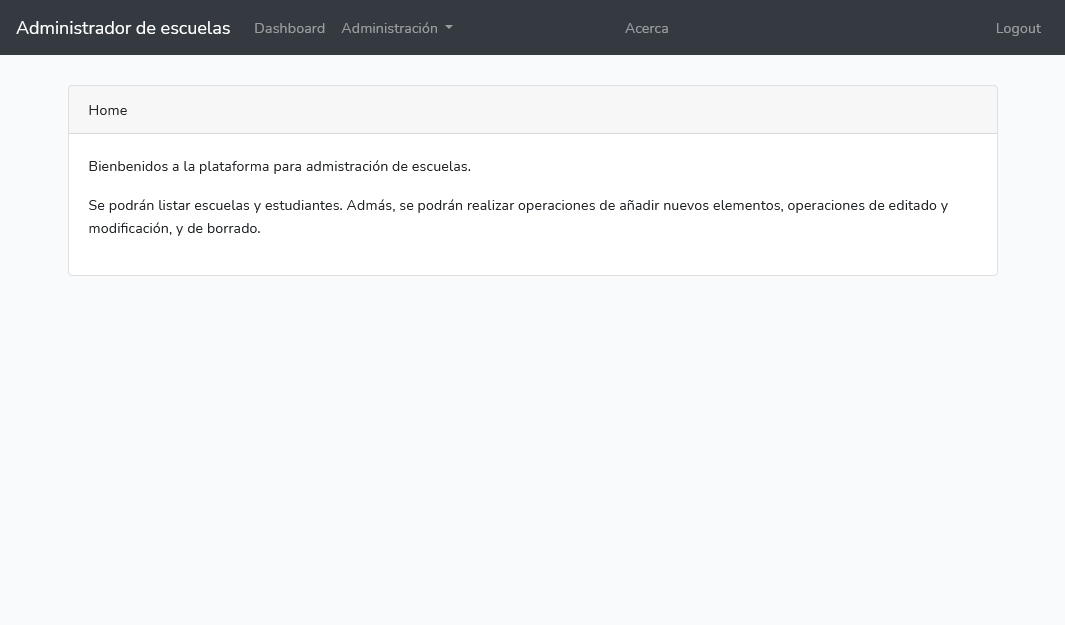 Administrador de escuelas Dashboard Administración Acerca Logout
Home
Bienbenidos a la plataforma para admistración de escuelas.
Se podrán listar escuelas y estudiantes. Admás, se podrán realizar operaciones de añadir nuevos elementos, operaciones de editado y
modificación, y de borrado.